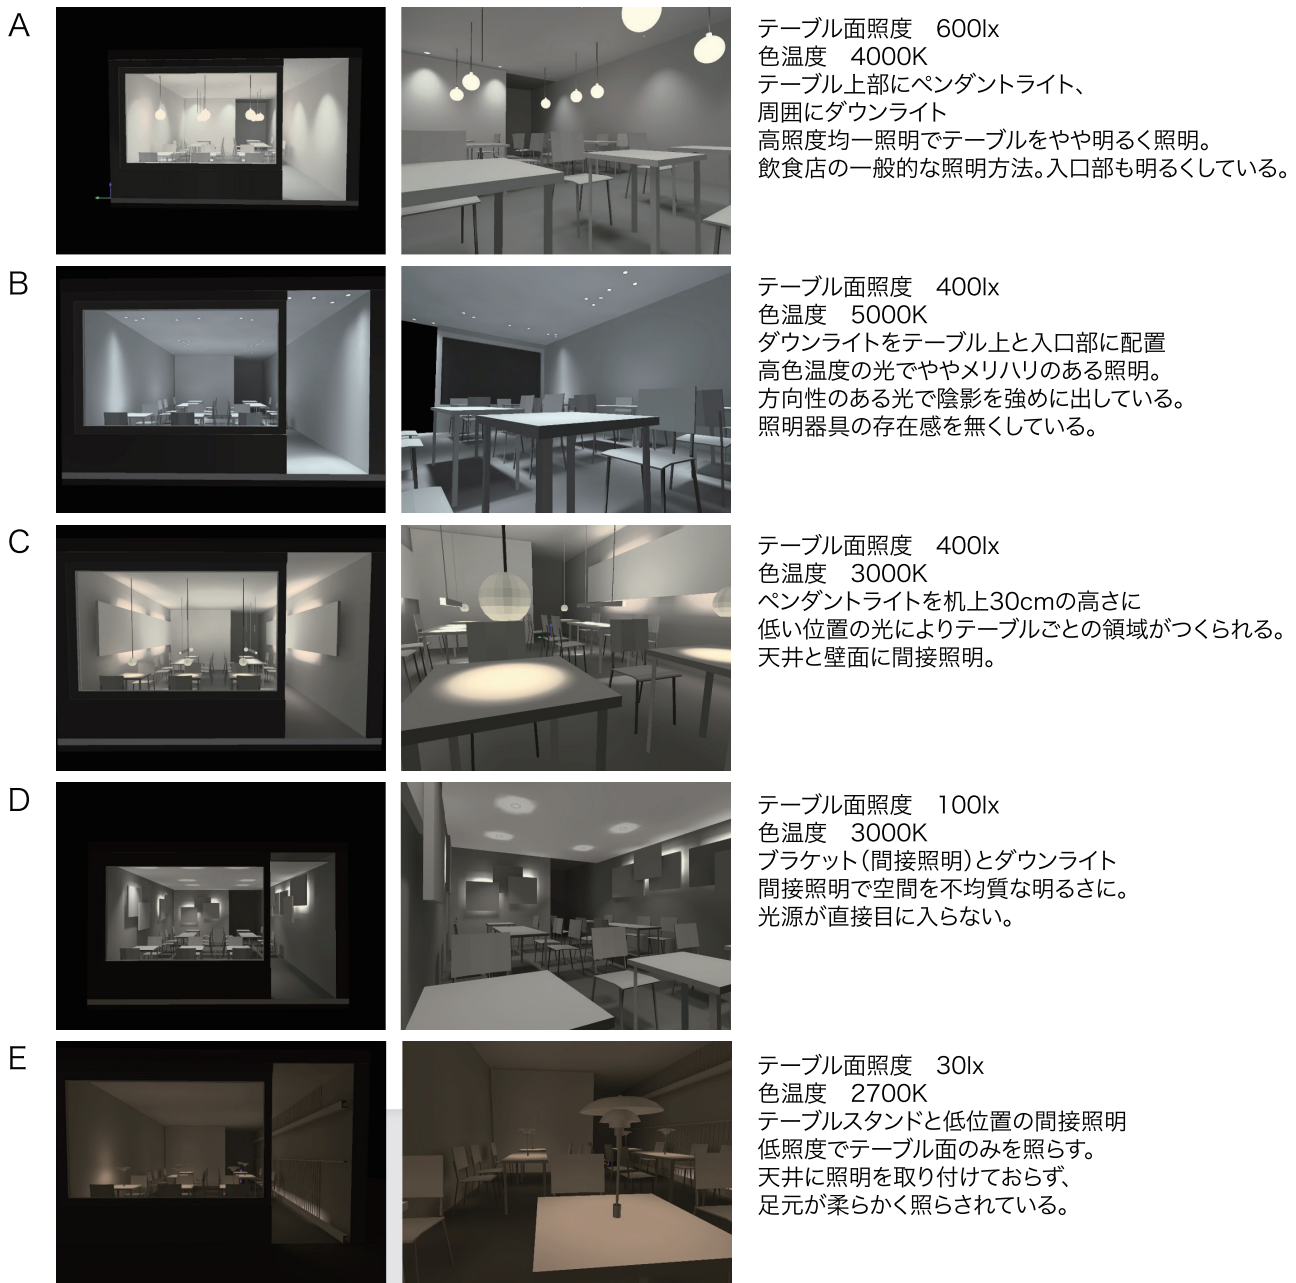 A
テーブル面照度　600lx
色温度　4000K
テーブル上部にペンダントライト、
周囲にダウンライト
高照度均一照明でテーブルをやや明るく照明。
飲食店の一般的な照明方法。入口部も明るくしている。
B
テーブル面照度　400lx
色温度　5000K
ダウンライトをテーブル上と入口部に配置
高色温度の光でややメリハリのある照明。
方向性のある光で陰影を強めに出している。
照明器具の存在感を無くしている。
C
テーブル面照度　400lx
色温度　3000K
ペンダントライトを机上30cmの高さに
低い位置の光によりテーブルごとの領域がつくられる。
天井と壁面に間接照明。
D
テーブル面照度　100lx
色温度　3000K
ブラケット（間接照明）とダウンライト
間接照明で空間を不均質な明るさに。
光源が直接目に入らない。
E
テーブル面照度　30lx
色温度　2700K
テーブルスタンドと低位置の間接照明
低照度でテーブル面のみを照らす。
天井に照明を取り付けておらず、
足元が柔らかく照らされている。